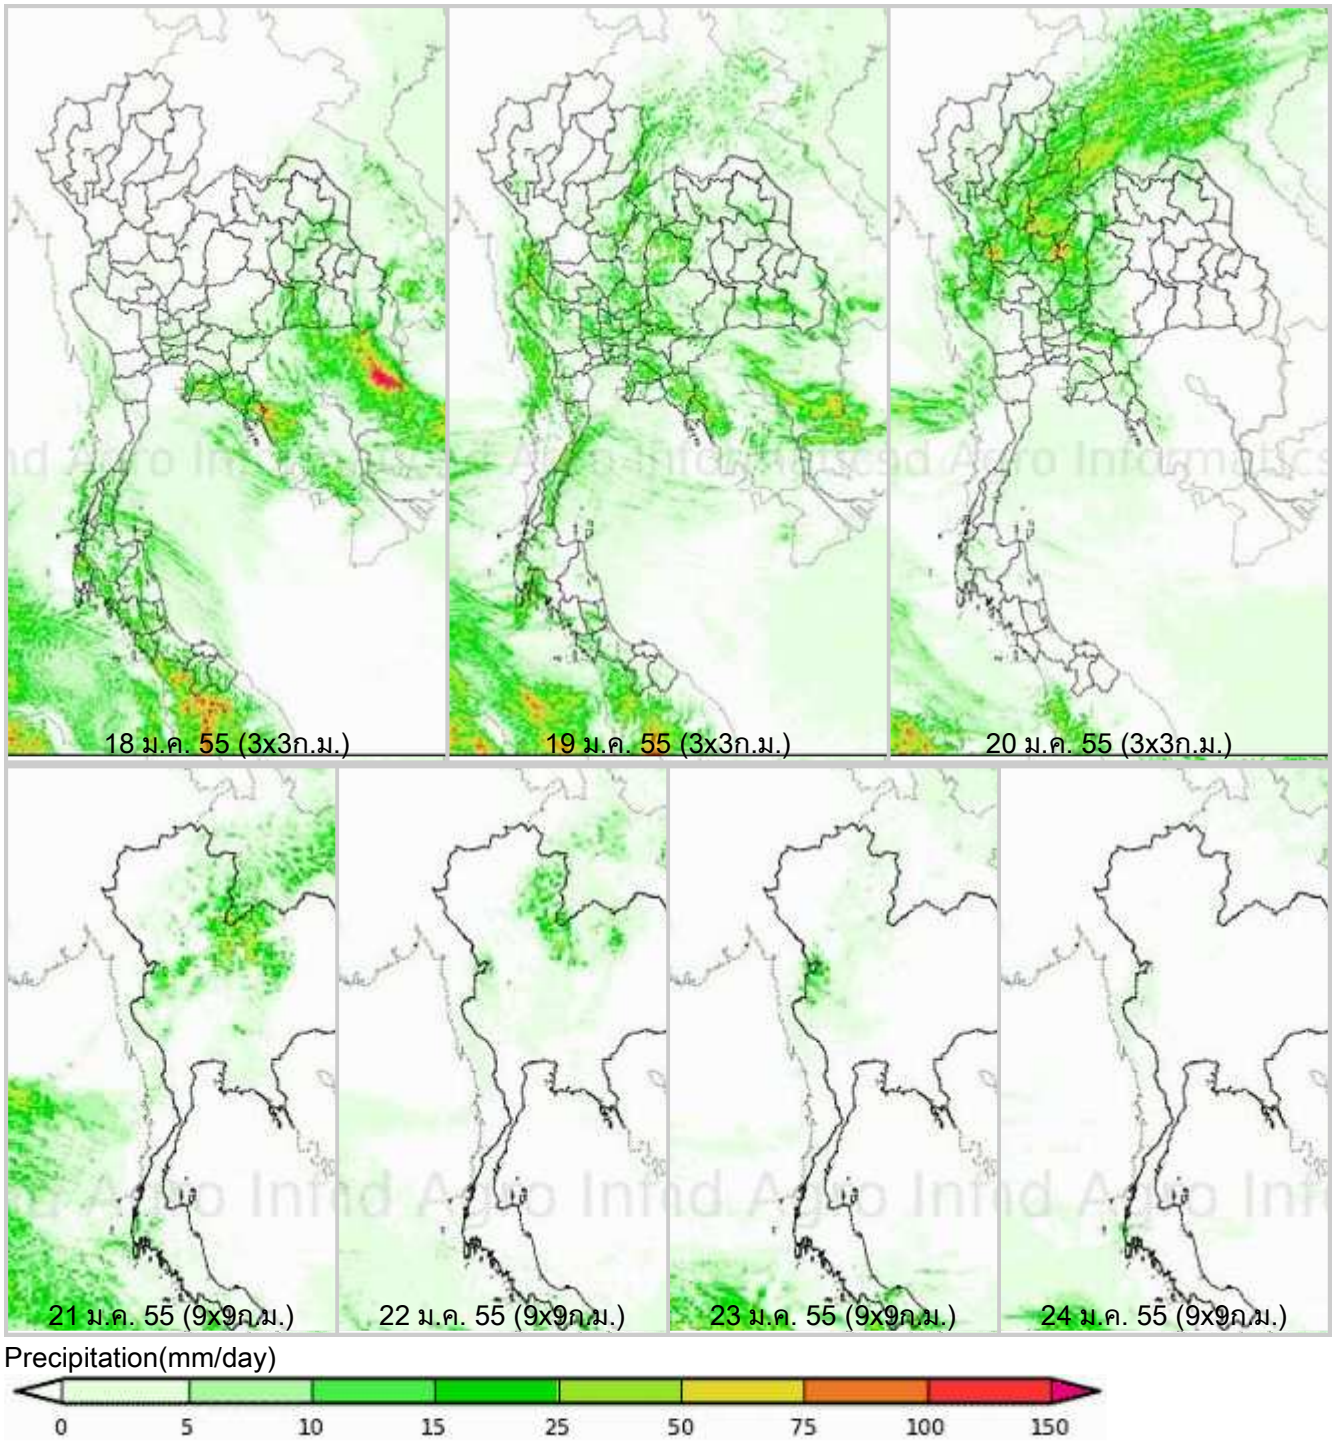 18 ม.ค. 55 (3x3ก.ม.)
19 ม.ค. 55 (3x3ก.ม.)
20 ม.ค. 55 (3x3ก.ม.)
21 ม.ค. 55 (9x9ก.ม.)
22 ม.ค. 55 (9x9ก.ม.)
23 ม.ค. 55 (9x9ก.ม.)
24 ม.ค. 55 (9x9ก.ม.)
Precipitation(mm/day)
0 5 10 15 25 50 75 100 150